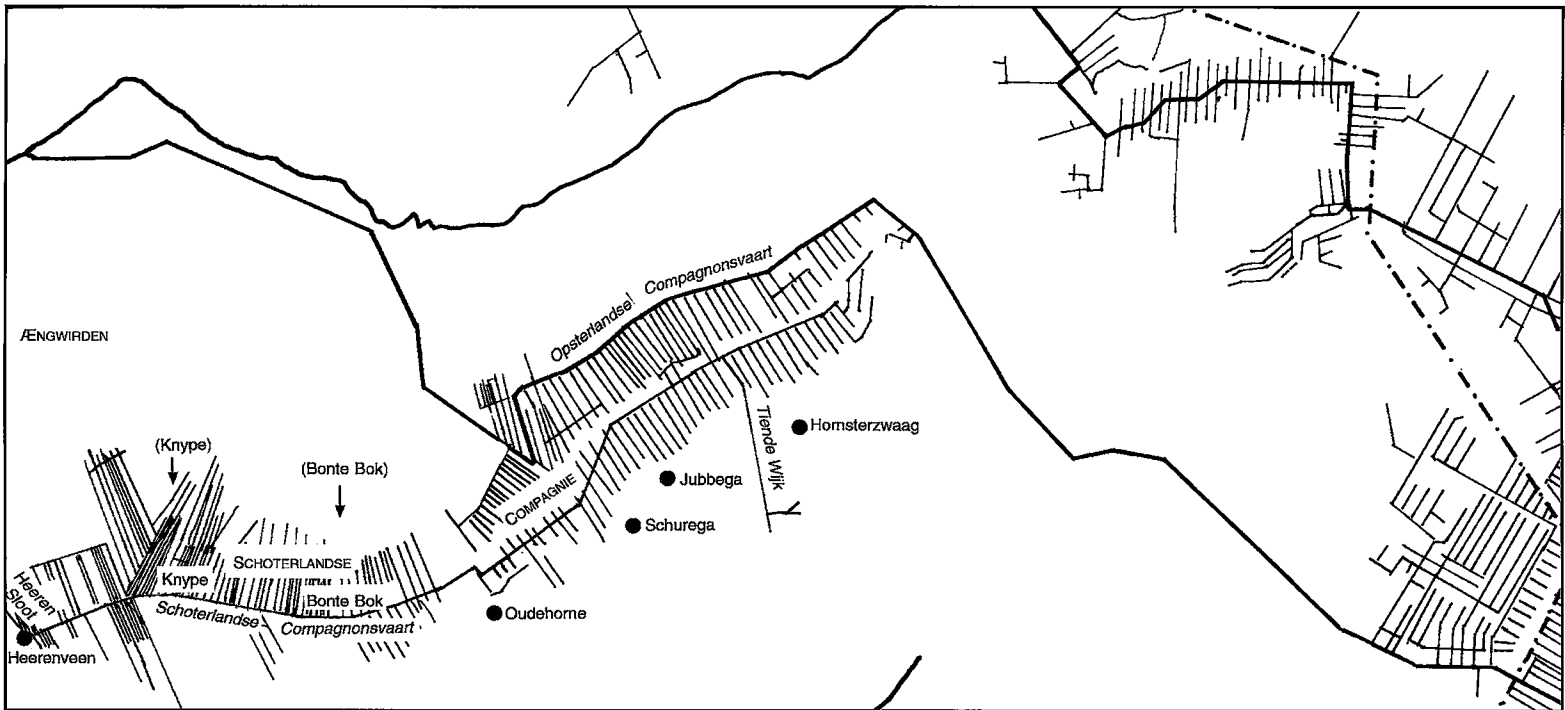 Opsterlandse Compagnonsvaart
ÆNGWIRDEN
(Knype)
(Bonte Bok)
Tiende Wijk
Hornsterzwaag
Jubbega
COMPAGNIE
Schurega
SCHOTERLANDSE
Knype
Bonte Bok
Heeren
Sloot
Schoterlandse
Compagnonsvaart
Oudehorne
Heerenveen